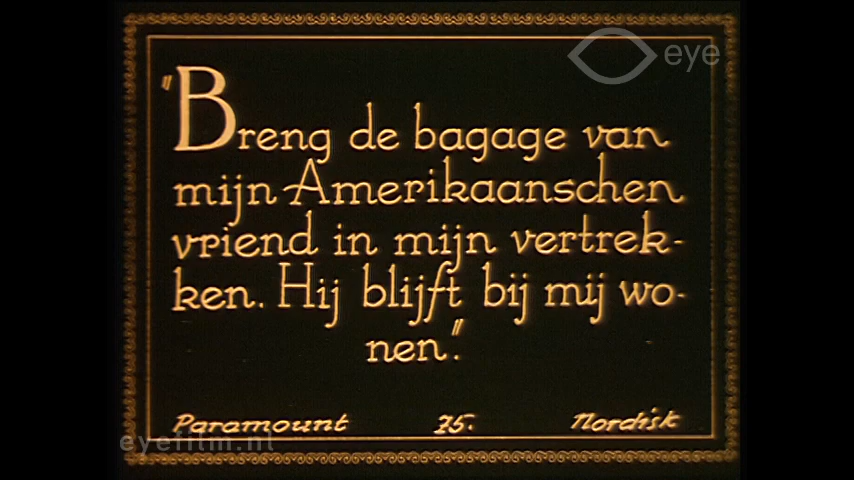 eye
"Breng de bagage van
mijn Amerikaanschen
vriend in mijn vertrek-
ken. Hij blijft bij mij wo-
nen."
Paramount 75. Nordisk
eyefilm.nl